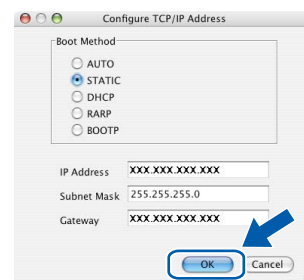 Configure TCP/IP Address
Boot Method
AUTO
STATIC
DHCP
RARP
BOOTP
IP Address XXX.XXX.XXX.XXX
Subnet Mask 255.255.255.0
Gateway XXX.XXX.XXX.XXX
OK Cancel